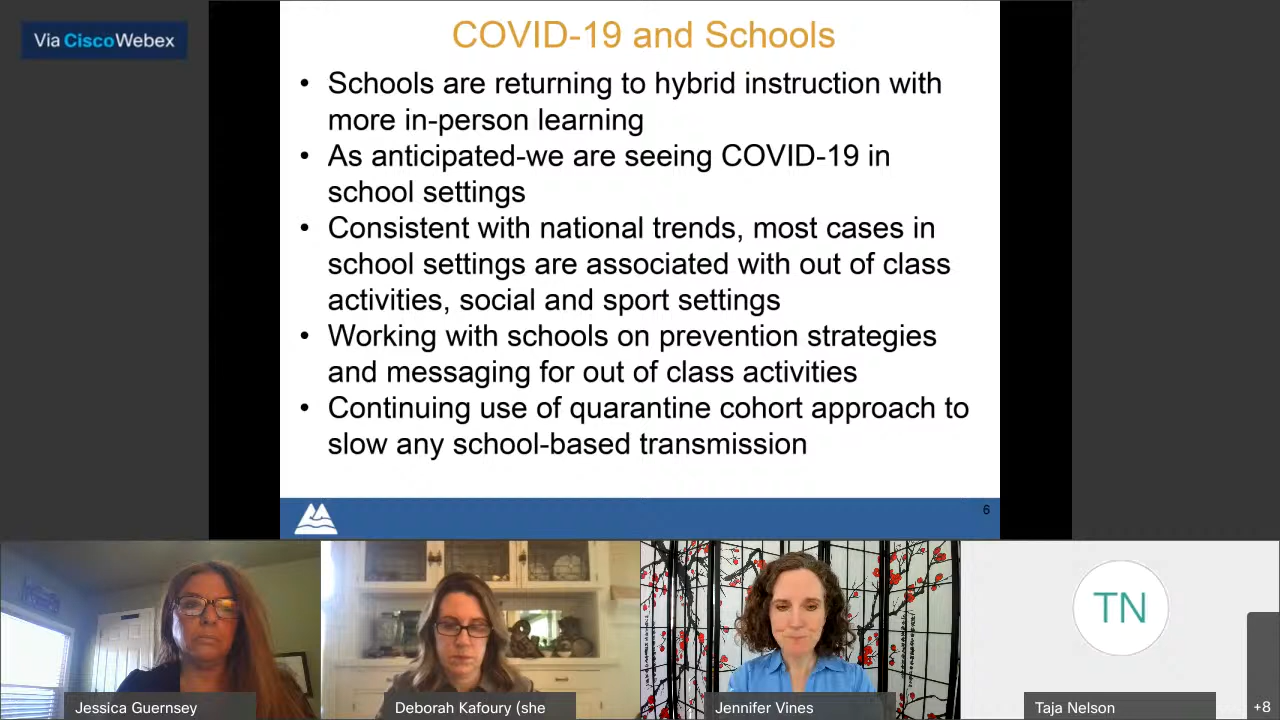 Via CiscoWebex
COVID-19 and Schools
• Schools are returning to hybrid instruction with
more in-person learning
• As anticipated-we are seeing COVID-19 in
school settings
• Consistent with national trends, most cases in
school settings are associated with out of class
activities, social and sport settings
• Working with schools on prevention strategies
and messaging for out of class activities
• Continuing use of quarantine cohort approach to
slow any school-based transmission
6
TN
Jessica Guernsey
Deborah Kafoury (she
Jennifer Vines
Taja Nelson
+8